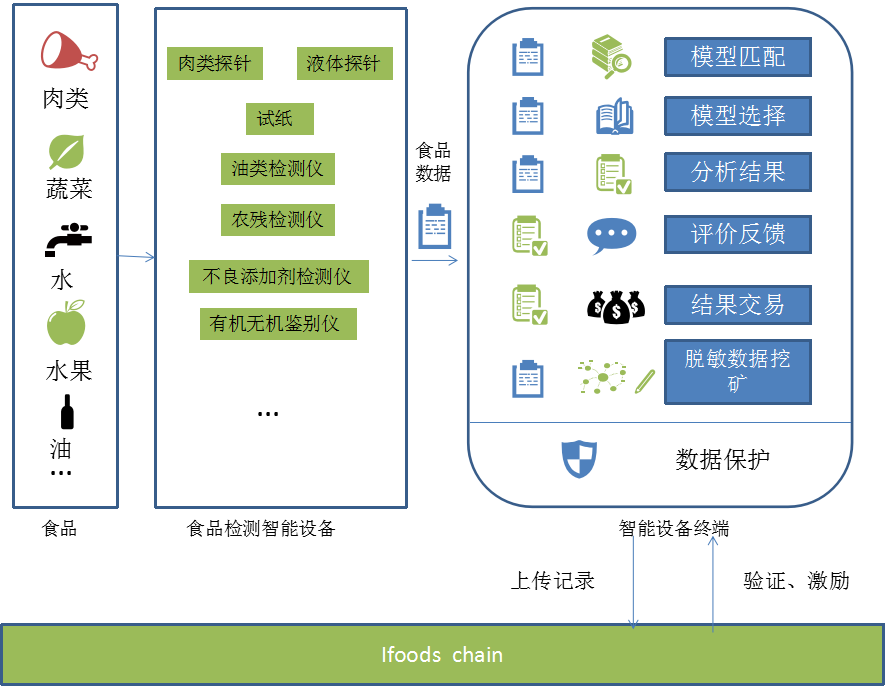 肉类
蔬菜
水
水果
油
...
食品
肉类探针
液体探针
试纸
油类检测仪
农残检测仪
不良添加剂检测仪
有机无机鉴别仪
...
食品检测智能设备
食品
数据
模型匹配
模型选择
分析结果
评价反馈
结果交易
脱敏数据挖
矿
数据保护
智能设备终端
上传记录
验证、激励
Ifoods chain